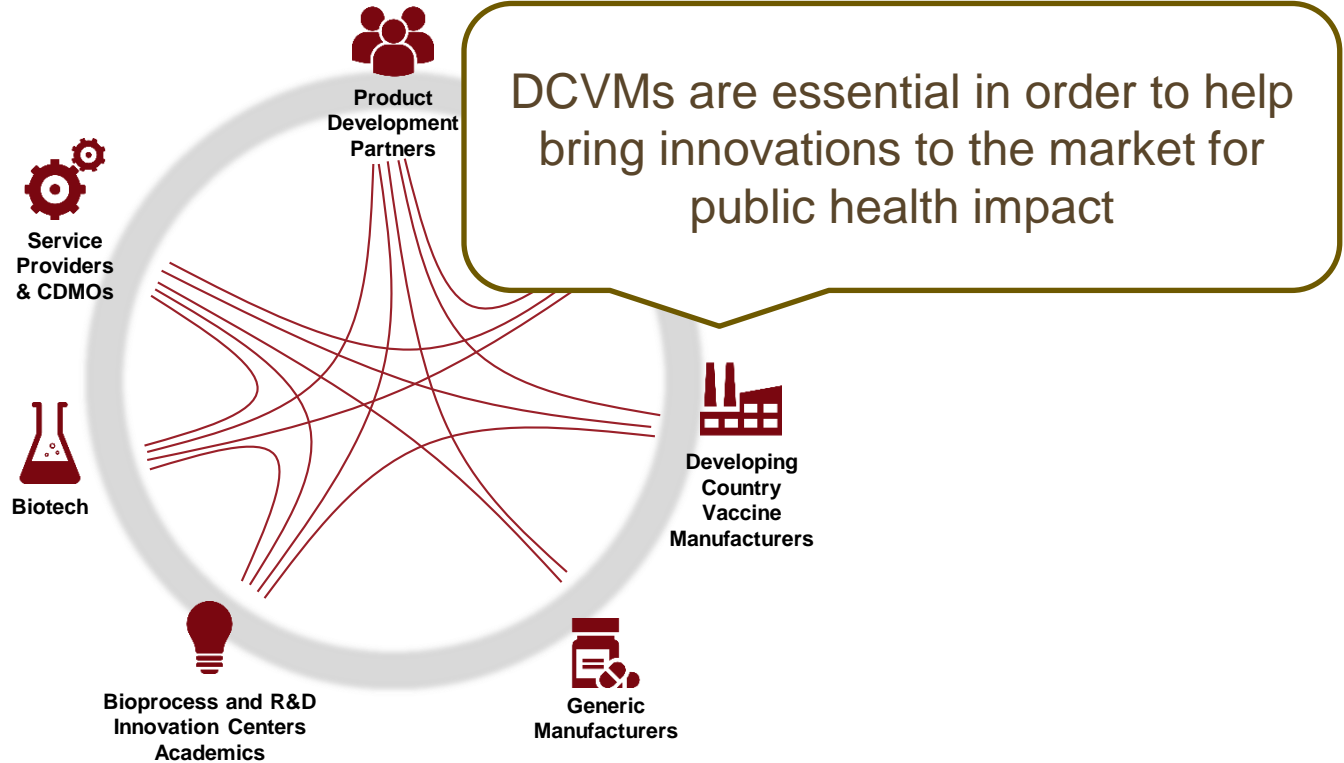 Product
Development
Partners
DCVMs are essential in order to help
bring innovations to the market for
public health impact
Service
Providers
& CDMOs
Developing
Country
Vaccine
Manufacturers
Biotech
Bioprocess and R&D
Innovation Centers
Academics
Generic
Manufacturers